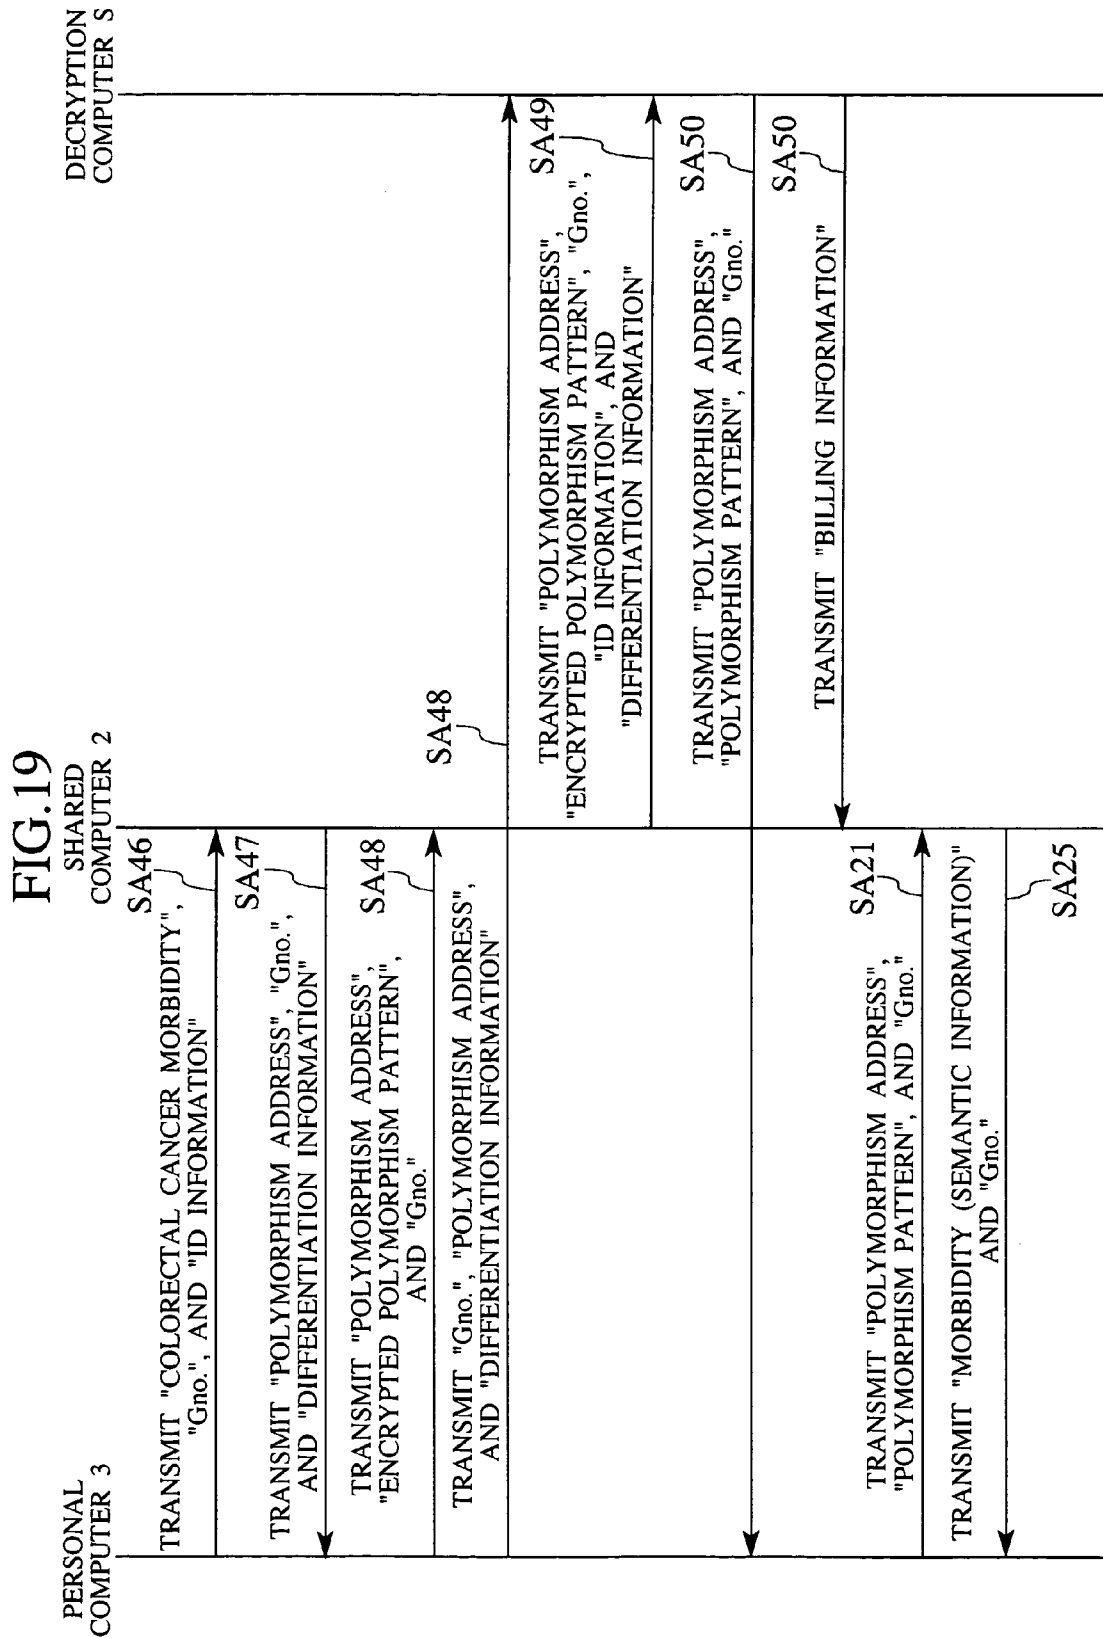 FIG.19
PERSONAL
COMPUTER 3
SHARED
COMPUTER 2
DECRYPTION
COMPUTER S
TRANSMIT "COLORECTAL CANCER MORBIDITY",
"Gno.", AND "ID INFORMATION"
SA46
TRANSMIT "POLYMORPHISM ADDRESS", "Gno.",
AND "DIFFERENTIATION INFORMATION"
SA47
TRANSMIT "POLYMORPHISM ADDRESS",
"ENCRYPTED POLYMORPHISM PATTERN",
AND "Gno."
SA48
TRANSMIT "Gno.", "POLYMORPHISM ADDRESS",
AND "DIFFERENTIATION INFORMATION"
SA48
TRANSMIT "POLYMORPHISM ADDRESS",
"ENCRYPTED POLYMORPHISM PATTERN", "Gno.",
"ID INFORMATION", AND
"DIFFERENTIATION INFORMATION"
SA49
TRANSMIT "POLYMORPHISM ADDRESS",
"POLYMORPHISM PATTERN", AND "Gno."
SA50
TRANSMIT "BILLING INFORMATION"
SA50
TRANSMIT "POLYMORPHISM ADDRESS",
"POLYMORPHISM PATTERN", AND "Gno."
SA21
TRANSMIT "MORBIDITY (SEMANTIC INFORMATION)"
AND "Gno."
SA25